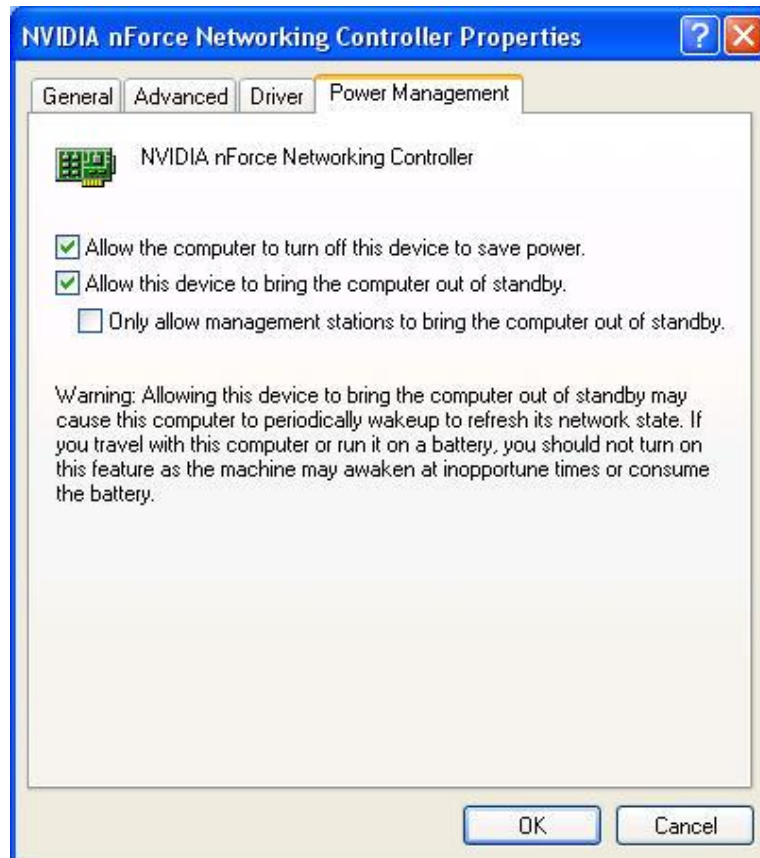 NVIDIA nForce Networking Controller Properties
General Advanced Driver Power Management
NVIDIA nForce Networking Controller
Allow the computer to turn off this device to save power.
Allow this device to bring the computer out of standby.
Only allow management stations to bring the computer out of standby.
Warning: Allowing this device to bring the computer out of standby may
cause this computer to periodically wakeup to refresh its network state. If
you travel with this computer or run it on a battery, you should not turn on
this feature as the machine may awaken at inopportune times or consume
the battery.
OK Cancel